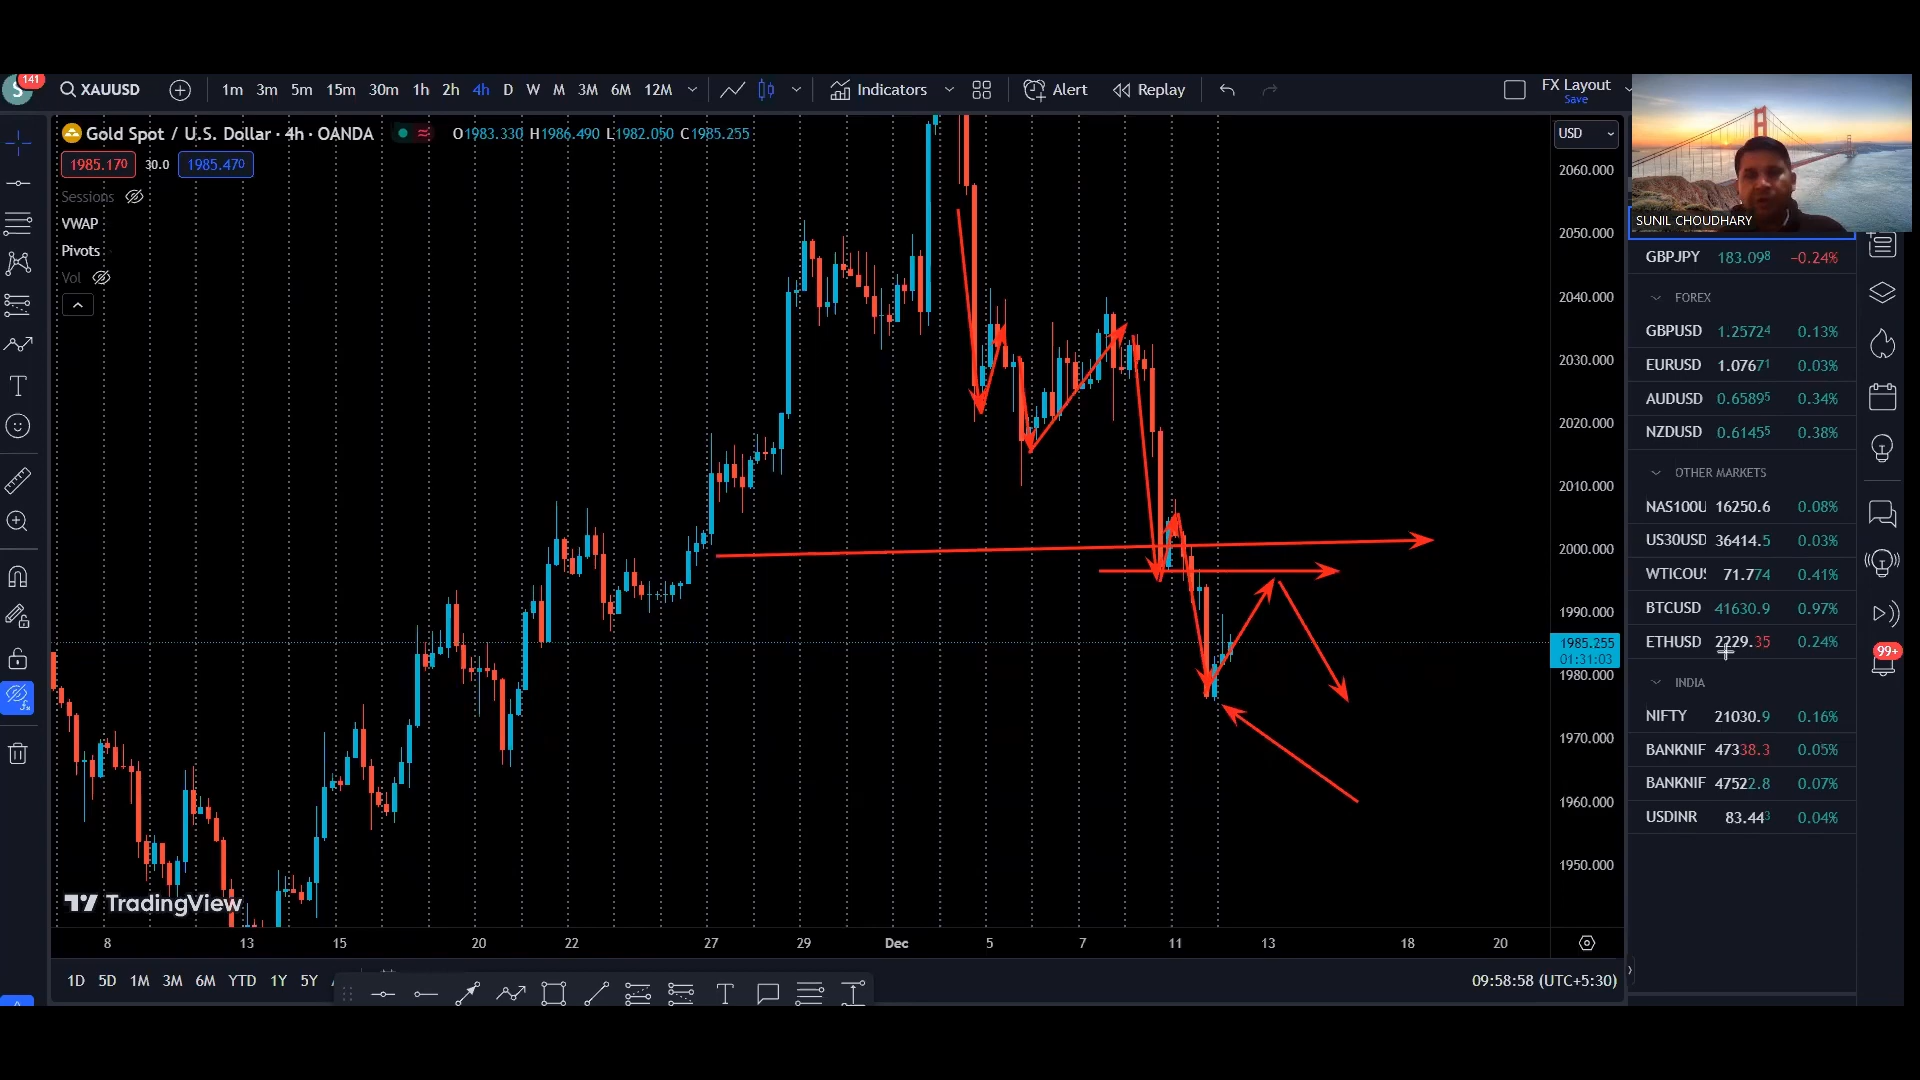 141
S
XAUUSD
1m 3m 5m 15m 30m 1h 2h 4h D W M 3M 6M 12M
Indicators
Alert
Replay
FX Layout
Save
Gold Spot / U.S. Dollar · 4h · OANDA
O1983.330 H1986.490 L1982.050 C1985.255
1985.170 30.0 1985.470
Sessions
VWAP
Pivots
Vol
USD
2060.000
2050.000
2040.000
2030.000
2020.000
2010.000
2000.000
1990.000
1985.255
01:31:03
1980.000
1970.000
1960.000
1950.000
TradingView
8 13 15 20 22 27 29 Dec 5 7 11 13 18 20
1D 5D 1M 3M 6M YTD 1Y 5Y
09:58:58 (UTC+5:30)
SUNIL CHOUDHARY
GBPJPY 183.098 −0.24%
FOREX
GBPUSD 1.25724 0.13%
EURUSD 1.07671 0.03%
AUDUSD 0.65895 0.34%
NZDUSD 0.61455 0.38%
OTHER MARKETS
NAS100U 16250.6 0.08%
US30USD 36414.5 0.03%
WTICOUS 71.774 0.41%
BTCUSD 41630.9 0.97%
ETHUSD 2229.35 0.24%
INDIA
NIFTY 21030.9 0.16%
BANKNIF 47338.3 0.05%
BANKNIF 47522.8 0.07%
USDINR 83.443 0.04%
99+